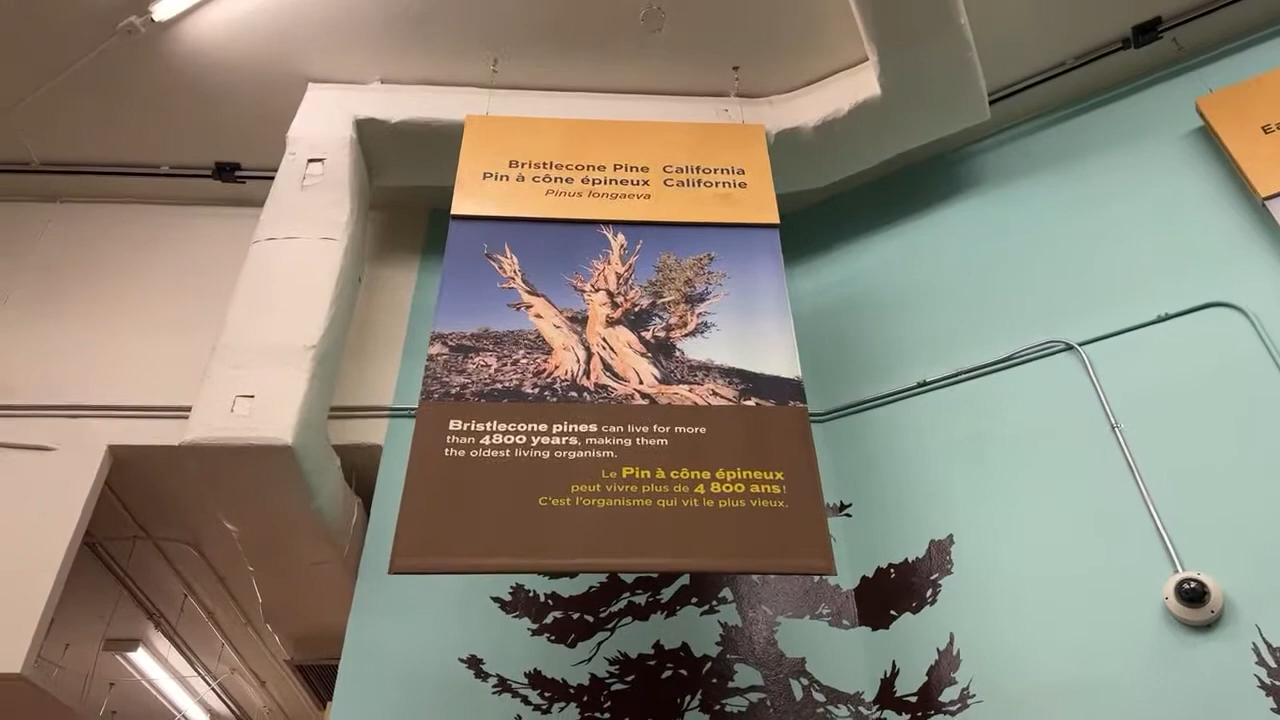 Bristlecone Pine California
Pin à cône épineux Californie
Pinus longaeva
Bristlecone pines can live for more
than 4800 years, making them
the oldest living organism.
Le Pin à cône épineux
peut vivre plus de 4 800 ans!
C'est l'organisme qui vit le plus vieux.